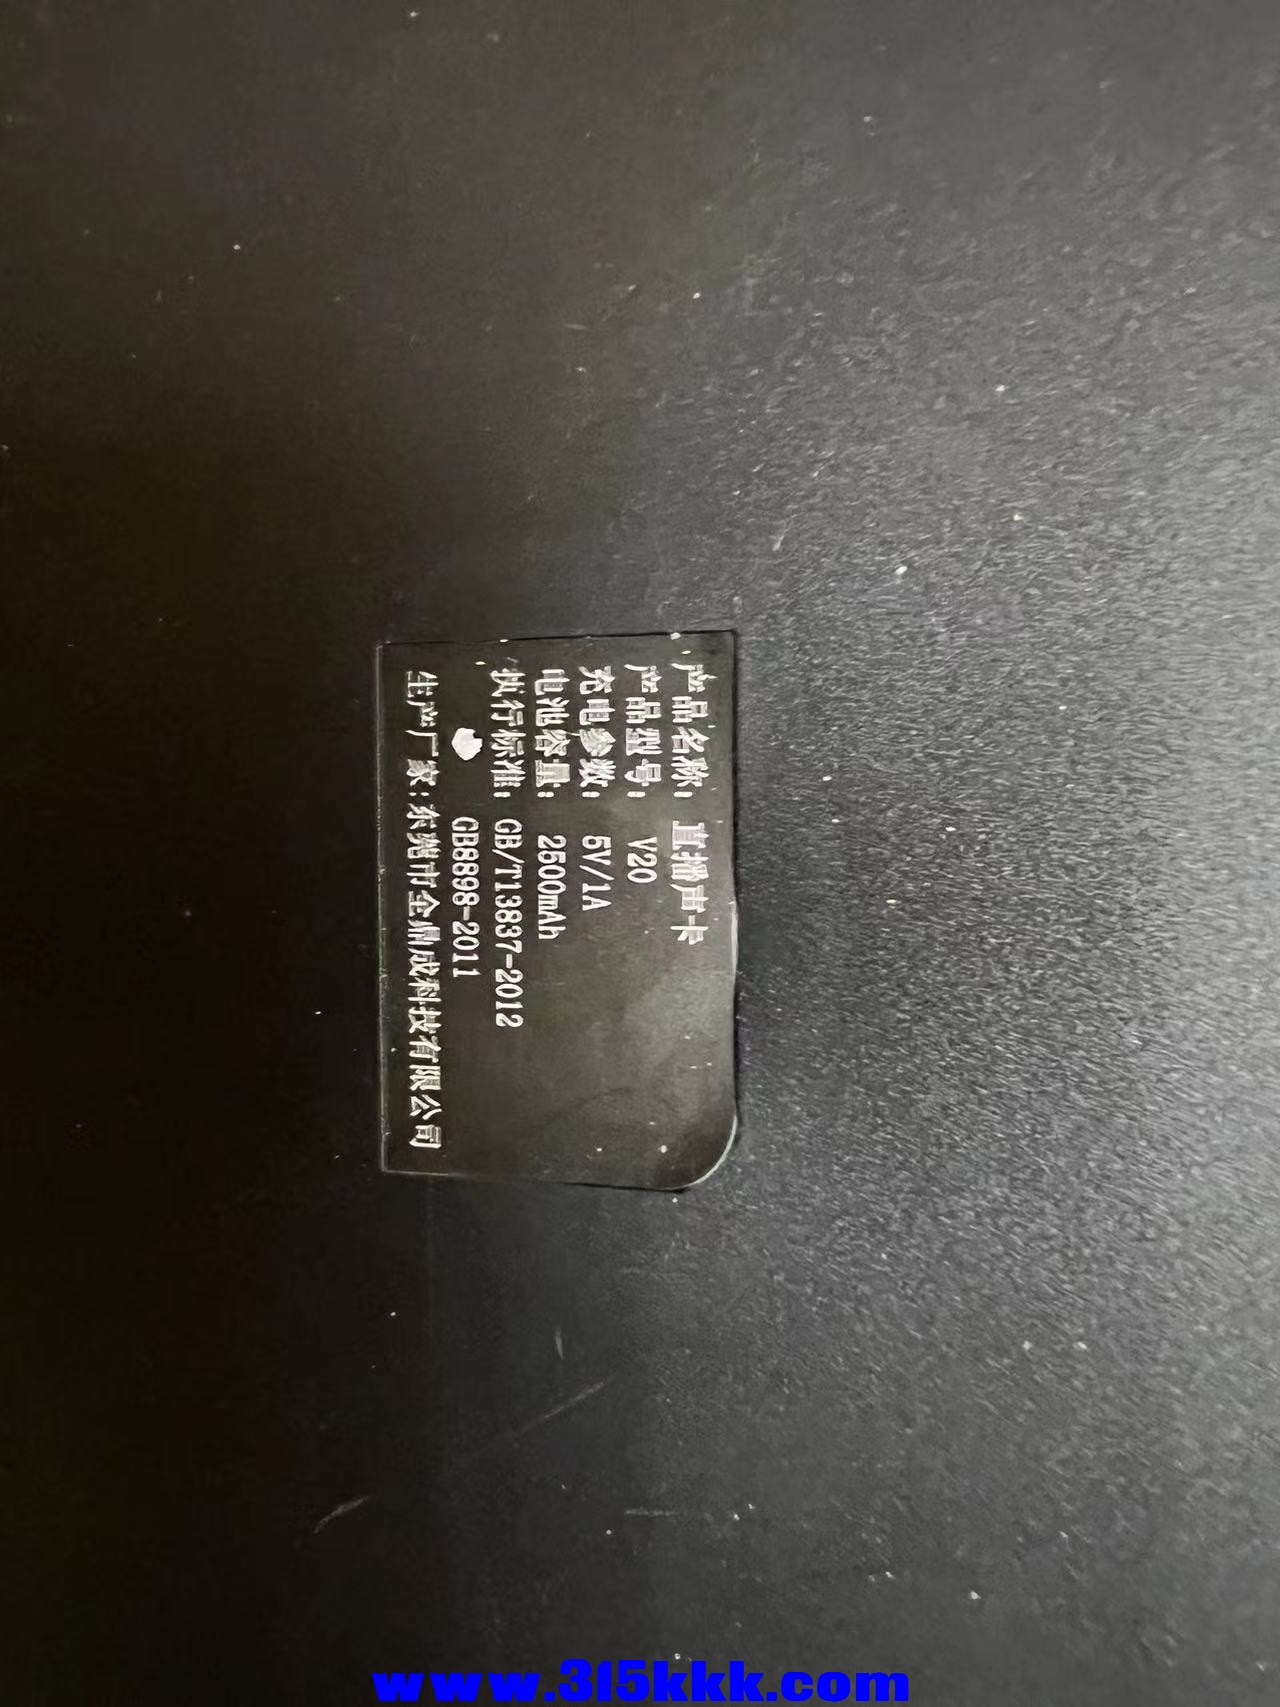 产品名称: 直播声卡
产品型号: V20
充电参数: 5V/1A
电池容量: 2500mAh
执行标准: GB/T13837-2012
GB8898-2011
生产厂家: 东莞市金鼎成科技有限公司
www.315kkk.com